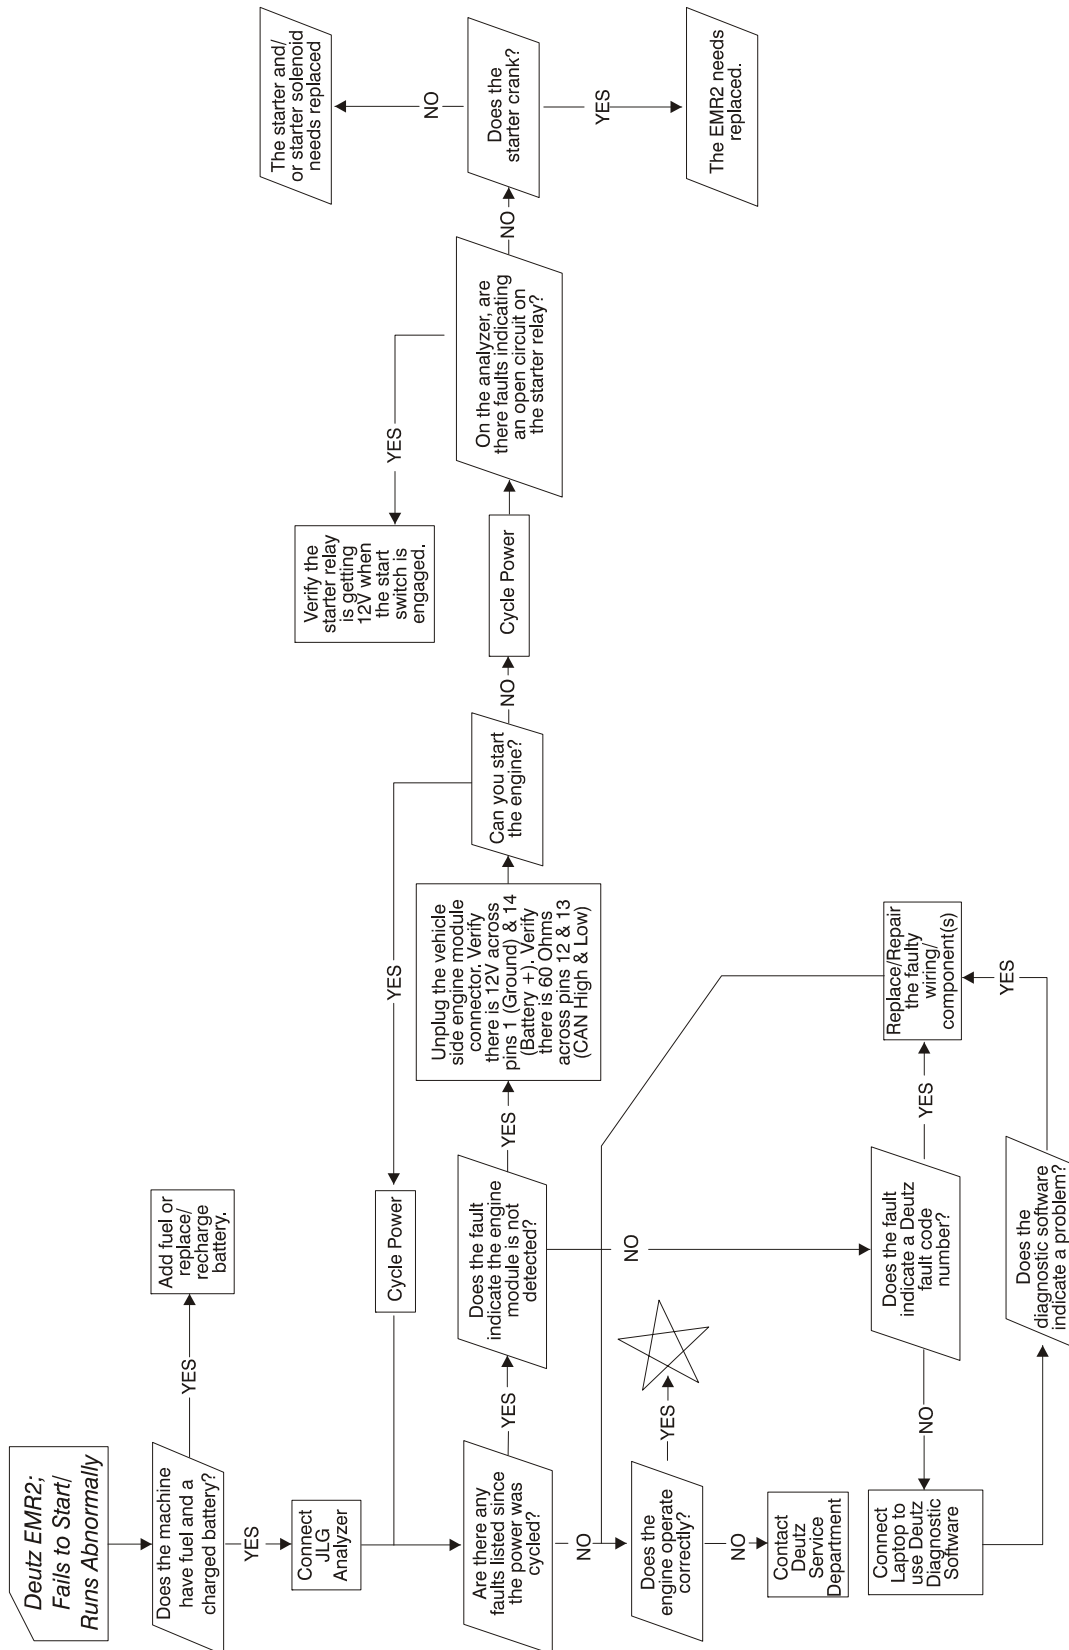 Deutz EMR2;
Fails to Start/
Runs Abnormally
Does the machine
have fuel and a
charged battery?
YES
Add fuel or
replace/
recharge
battery.
YES
Connect
JLG
Analyzer
Cycle Power
YES
Are there any
faults listed since
the power was
cycled?
YES
Does the fault
indicate the engine
module is not
detected?
YES
Unplug the vehicle
side engine module
connector. Verify
there is 12V across
pins 1 (Ground) & 14
(Battery +). Verify
there is 60 Ohms
across pins 12 & 13
(CAN High & Low)
Can you start
the engine?
NO
Cycle Power
Verify the
starter relay
is getting
12V when
the start
switch is
engaged.
YES
On the analyzer, are
there faults indicating
an open circuit on
the starter relay?
NO
Does the
starter crank?
NO
The starter and/
or starter solenoid
needs replaced
YES
The EMR2 needs
replaced.
NO
Does the
engine operate
correctly?
YES
NO
Contact
Deutz
Service
Department
NO
Does the fault
indicate a Deutz
fault code
number?
YES
Replace/Repair
the faulty
wiring/
component(s)
NO
Connect
Laptop to
use Deutz
Diagnostic
Software
Does the
diagnostic software
indicate a problem?
YES